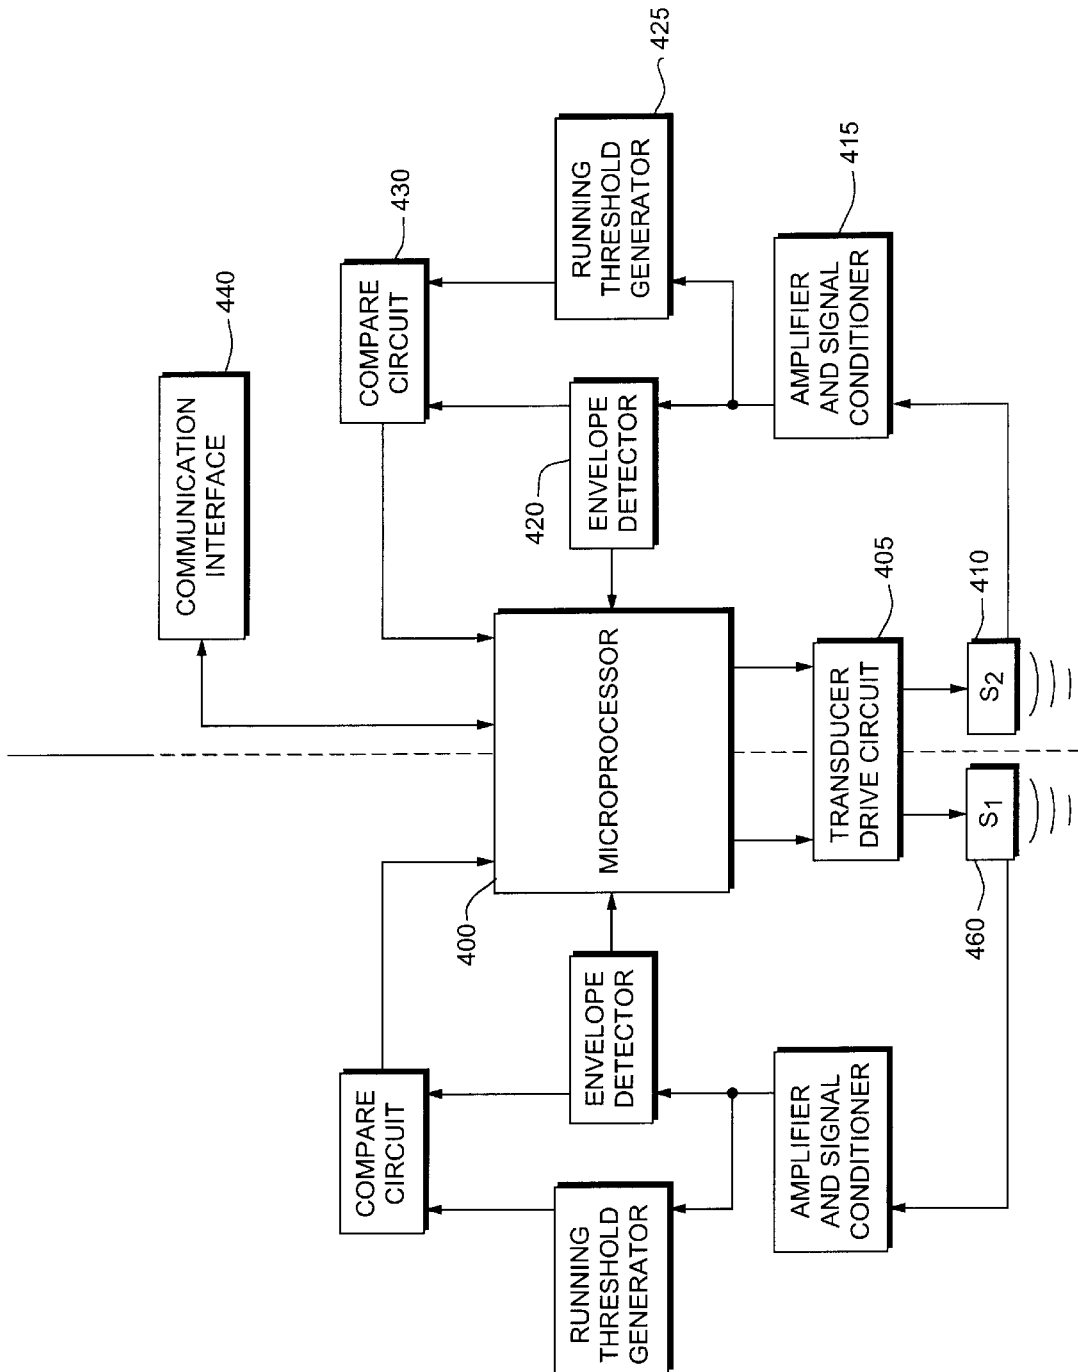 COMMUNICATION
INTERFACE
440
COMPARE
CIRCUIT
COMPARE
CIRCUIT
430
RUNNING
THRESHOLD
GENERATOR
ENVELOPE
DETECTOR
400
MICROPROCESSOR
420
ENVELOPE
DETECTOR
RUNNING
THRESHOLD
GENERATOR
425
AMPLIFIER
AND SIGNAL
CONDITIONER
TRANSDUCER
DRIVE CIRCUIT
405
AMPLIFIER
AND SIGNAL
CONDITIONER
415
460
S1
S2
410